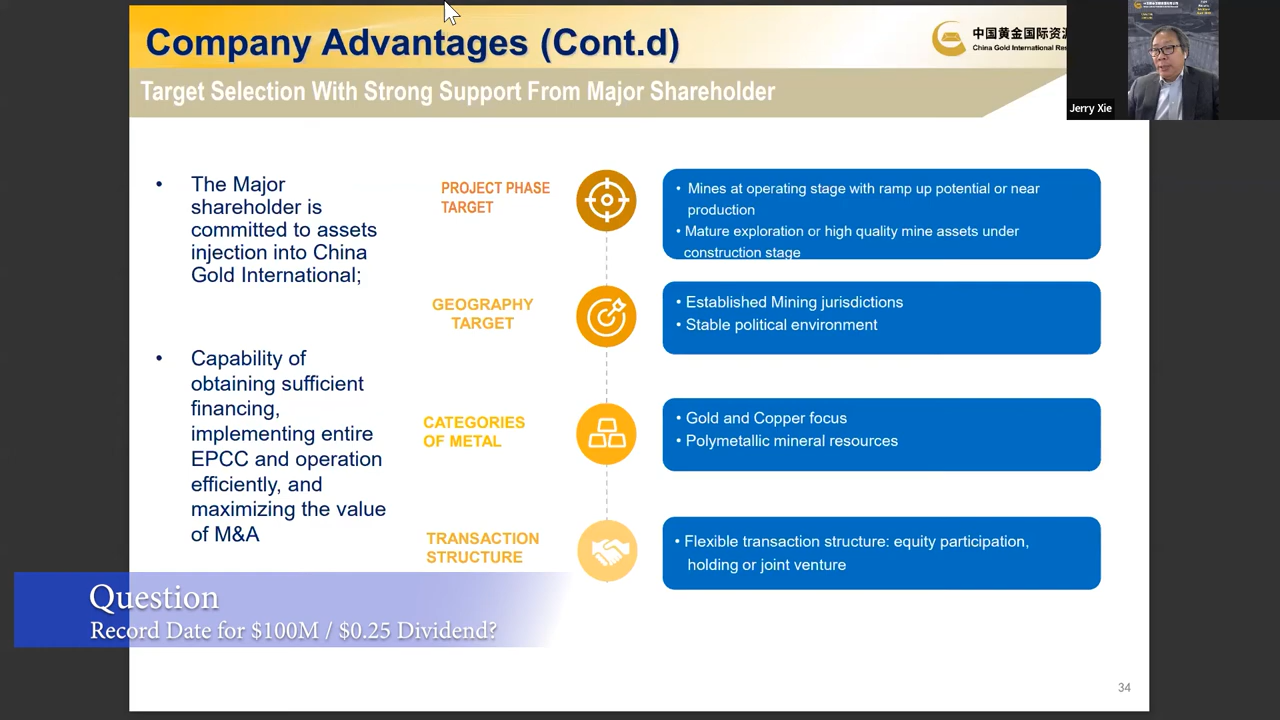 Company Advantages (Cont.d)
中国黄金国际资
China Gold International Res
Target Selection With Strong Support From Major Shareholder
Jerry Xie
• The Major
shareholder is
committed to assets
injection into China
Gold International;
• Capability of
obtaining sufficient
financing,
implementing entire
EPCC and operation
efficiently, and
maximizing the value
of M&A
PROJECT PHASE
TARGET
• Mines at operating stage with ramp up potential or near
production
• Mature exploration or high quality mine assets under
construction stage
GEOGRAPHY
TARGET
• Established Mining jurisdictions
• Stable political environment
CATEGORIES
OF METAL
• Gold and Copper focus
• Polymetallic mineral resources
TRANSACTION
STRUCTURE
• Flexible transaction structure: equity participation,
holding or joint venture
Question
Record Date for $100M / $0.25 Dividend?
34